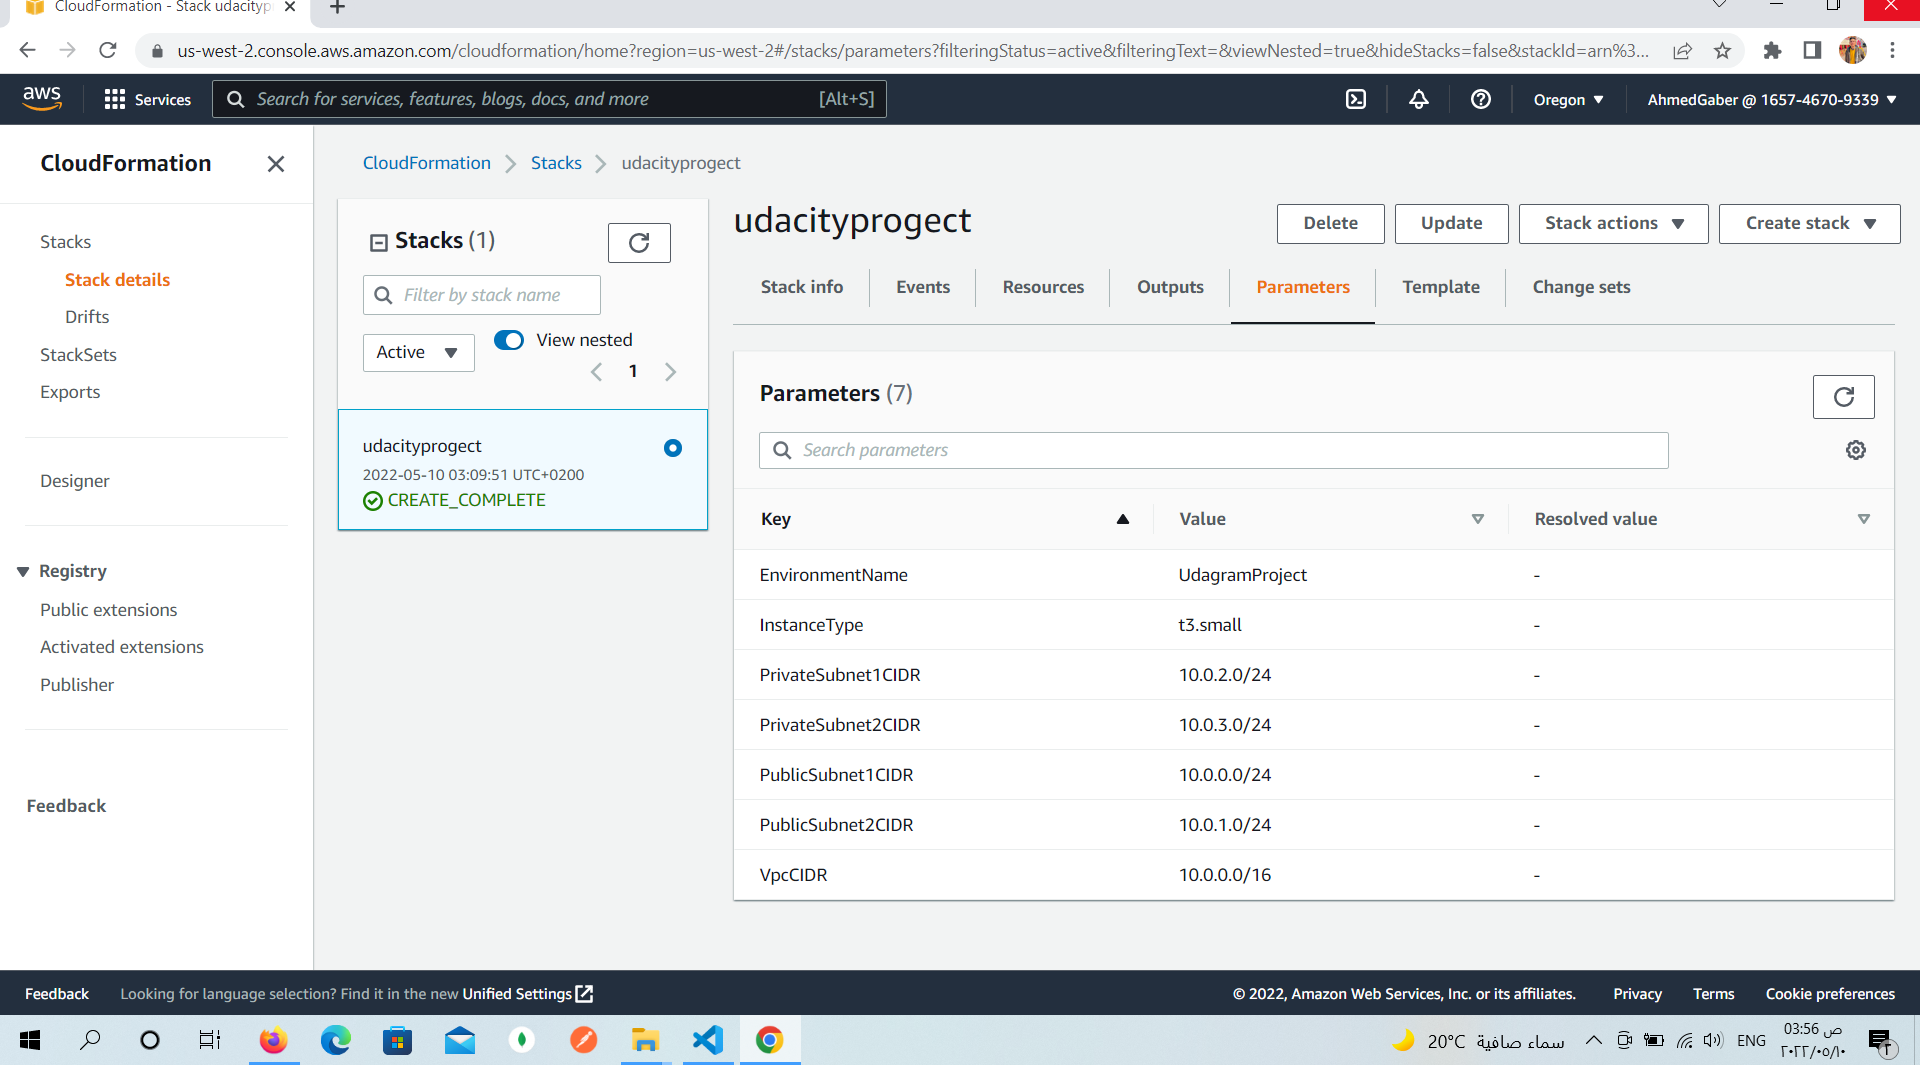 CloudFormation - Stack udacityp
us-west-2.console.aws.amazon.com/cloudformation/home?region=us-west-2#/stacks/parameters?filteringStatus=active&filteringText=&viewNested=true&hideStacks=false&stackId=arn%3...
aws
Services
Search for services, features, blogs, docs, and more
[Alt+S]
Oregon
AhmedGaber @ 1657-4670-9339
CloudFormation
Stacks
Stack details
Drifts
StackSets
Exports
Designer
Registry
Public extensions
Activated extensions
Publisher
Feedback
CloudFormation
Stacks
udacityprogect
Stacks (1)
Filter by stack name
Active
View nested
1
udacityprogect
2022-05-10 03:09:51 UTC+0200
CREATE_COMPLETE
udacityprogect
Delete
Update
Stack actions
Create stack
Stack info
Events
Resources
Outputs
Parameters
Template
Change sets
Parameters (7)
Search parameters
Key Value Resolved value
EnvironmentName UdagramProject -
InstanceType t3.small -
PrivateSubnet1CIDR 10.0.2.0/24 -
PrivateSubnet2CIDR 10.0.3.0/24 -
PublicSubnet1CIDR 10.0.0.0/24 -
PublicSubnet2CIDR 10.0.1.0/24 -
VpcCIDR 10.0.0.0/16 -
Feedback
Looking for language selection? Find it in the new Unified Settings
© 2022, Amazon Web Services, Inc. or its affiliates.
Privacy
Terms
Cookie preferences
20°C سماء صافية
ENG
03:56 ص
٢٠٢٢/٠٥/١٠
٢